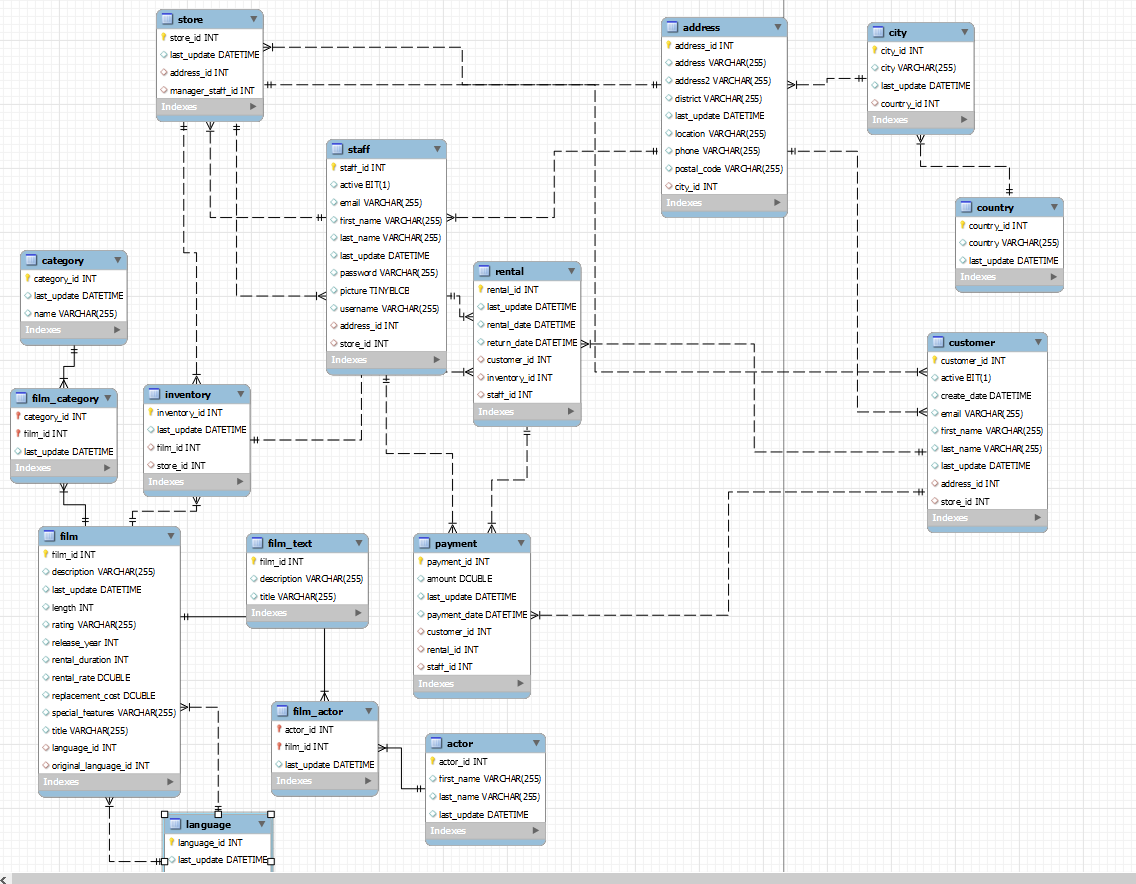 store
store_id INT
last_update DATETIME
address_id INT
manager_staff_id INT
Indexes
address
address_id INT
address VARCHAR(255)
address2 VARCHAR(255)
district VARCHAR(255)
last_update DATETIME
location VARCHAR(255)
phone VARCHAR(255)
postal_code VARCHAR(255)
city_id INT
Indexes
city
city_id INT
city VARCHAR(255)
last_update DATETIME
country_id INT
Indexes
staff
staff_id INT
active BIT(1)
email VARCHAR(255)
first_name VARCHAR(255)
last_name VARCHAR(255)
last_update DATETIME
password VARCHAR(255)
picture TINYBLOB
username VARCHAR(255)
address_id INT
store_id INT
Indexes
country
country_id INT
country VARCHAR(255)
last_update DATETIME
Indexes
category
category_id INT
last_update DATETIME
name VARCHAR(255)
Indexes
rental
rental_id INT
last_update DATETIME
rental_date DATETIME
return_date DATETIME
customer_id INT
inventory_id INT
staff_id INT
Indexes
customer
customer_id INT
active BIT(1)
create_date DATETIME
email VARCHAR(255)
first_name VARCHAR(255)
last_name VARCHAR(255)
last_update DATETIME
address_id INT
store_id INT
Indexes
film_category
category_id INT
film_id INT
last_update DATETIME
Indexes
inventory
inventory_id INT
last_update DATETIME
film_id INT
store_id INT
Indexes
film
film_id INT
description VARCHAR(255)
last_update DATETIME
length INT
rating VARCHAR(255)
release_year INT
rental_duration INT
rental_rate DOUBLE
replacement_cost DOUBLE
special_features VARCHAR(255)
title VARCHAR(255)
language_id INT
original_language_id INT
Indexes
film_text
film_id INT
description VARCHAR(255)
title VARCHAR(255)
Indexes
payment
payment_id INT
amount DOUBLE
last_update DATETIME
payment_date DATETIME
customer_id INT
rental_id INT
staff_id INT
Indexes
film_actor
actor_id INT
film_id INT
last_update DATETIME
Indexes
actor
actor_id INT
first_name VARCHAR(255)
last_name VARCHAR(255)
last_update DATETIME
Indexes
language
language_id INT
last_update DATETIME